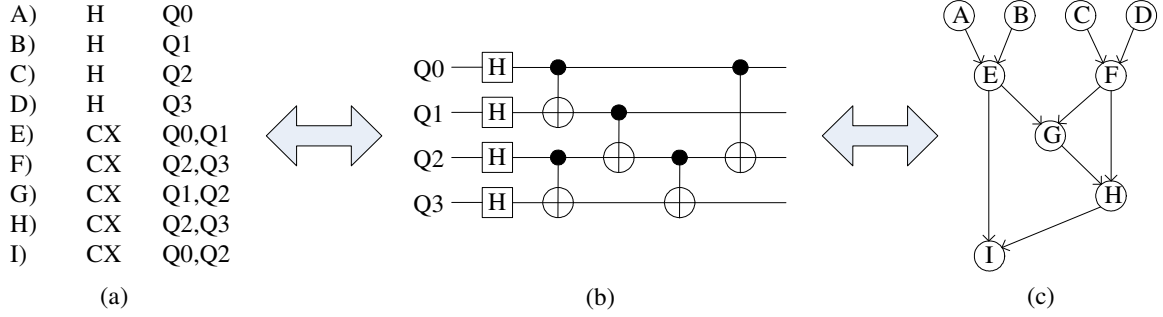 A) H Q0
B) H Q1
C) H Q2
D) H Q3
E) CX Q0,Q1
F) CX Q2,Q3
G) CX Q1,Q2
H) CX Q2,Q3
I) CX Q0,Q2
(a)
Q0 H
Q1 H
Q2 H
Q3 H
(b)
A B C D
E F
G
H
I
(c)